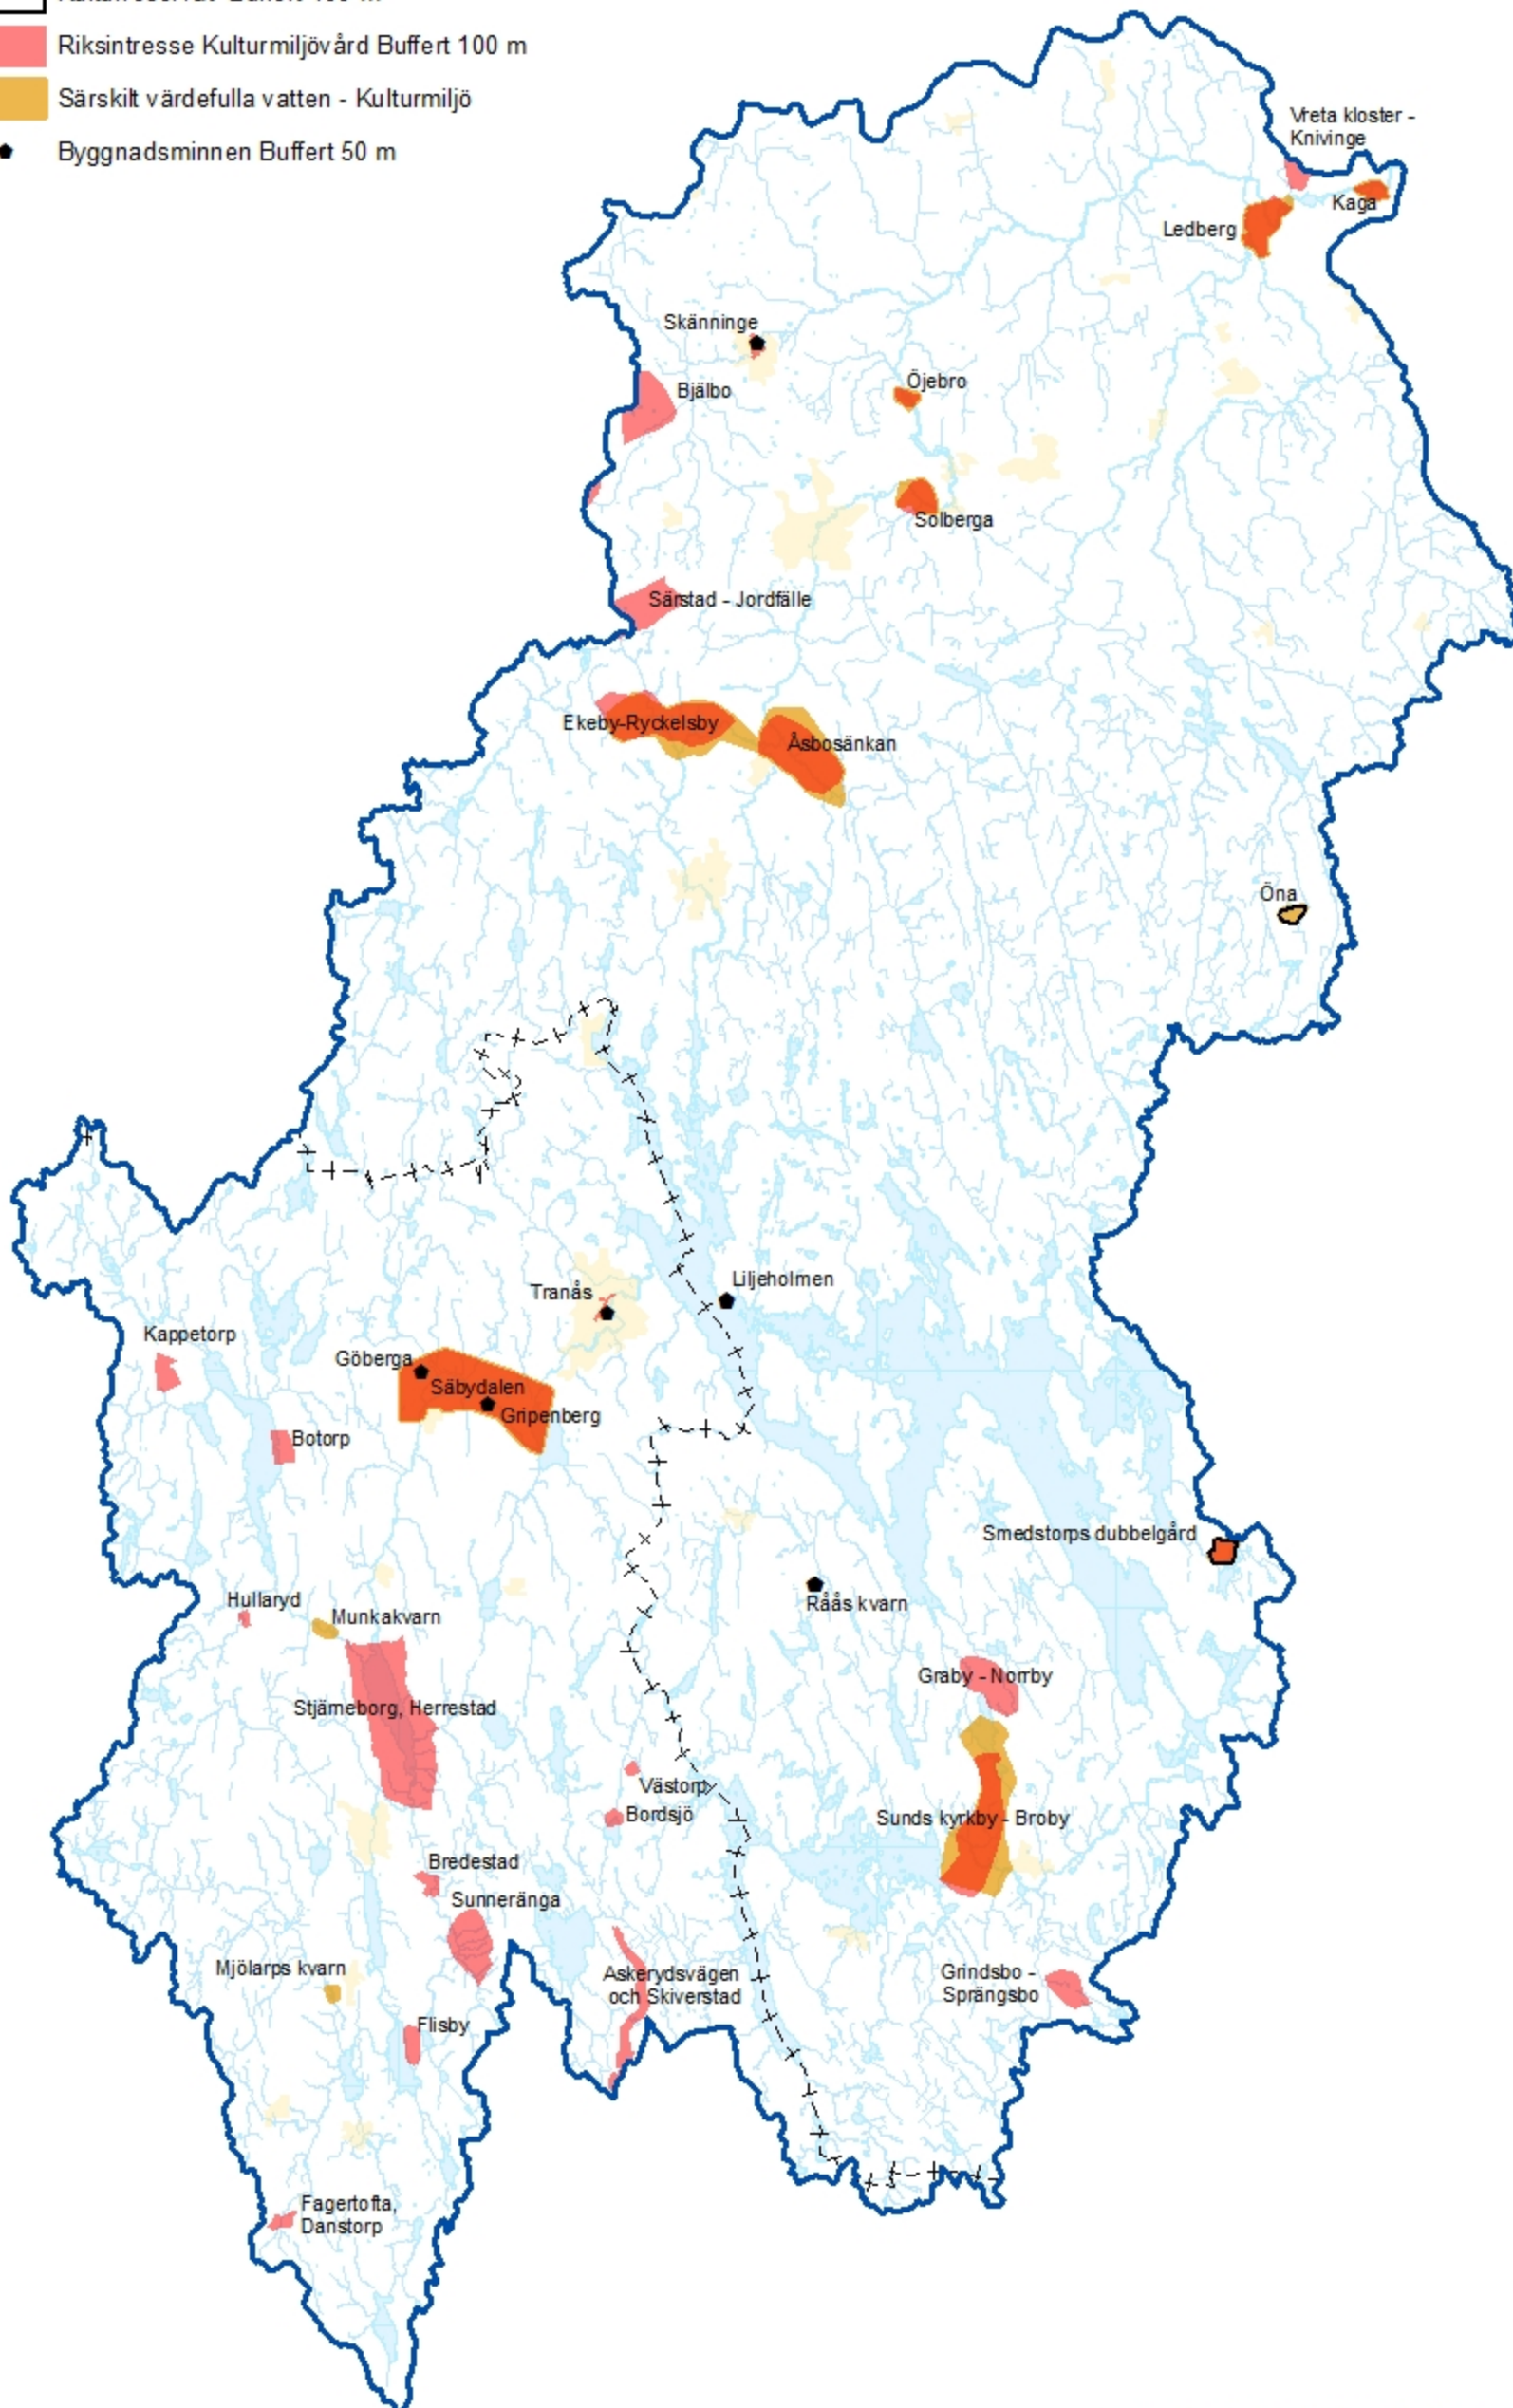 Riksintresse Kulturmiljövård Buffert 100 m
Särskilt värdefulla vatten - Kulturmiljö
Byggnadsminnen Buffert 50 m
Vreta kloster -
Knivinge
Kaga
Ledberg
Skänninge
Öjebro
Bjälbo
Solberga
Särstad - Jordfälle
Ekeby-Ryckelsby
Åsbosänkan
Öna
Liljeholmen
Tranås
Kappetorp
Göberga
Säbydalen
Gripenberg
Botorp
Smedstorps dubbelgård
Hullaryd
Munkakvarn
Råås kvarn
Graby - Norrby
Stjärneborg, Herrestad
Västorp
Bordsjö
Sunds kyrkby - Broby
Bredestad
Sunneränga
Mjölarps kvarn
Askerydsvägen
och Skiverstad
Grindsbo -
Sprängsbo
Flisby
Fagertofta,
Danstorp